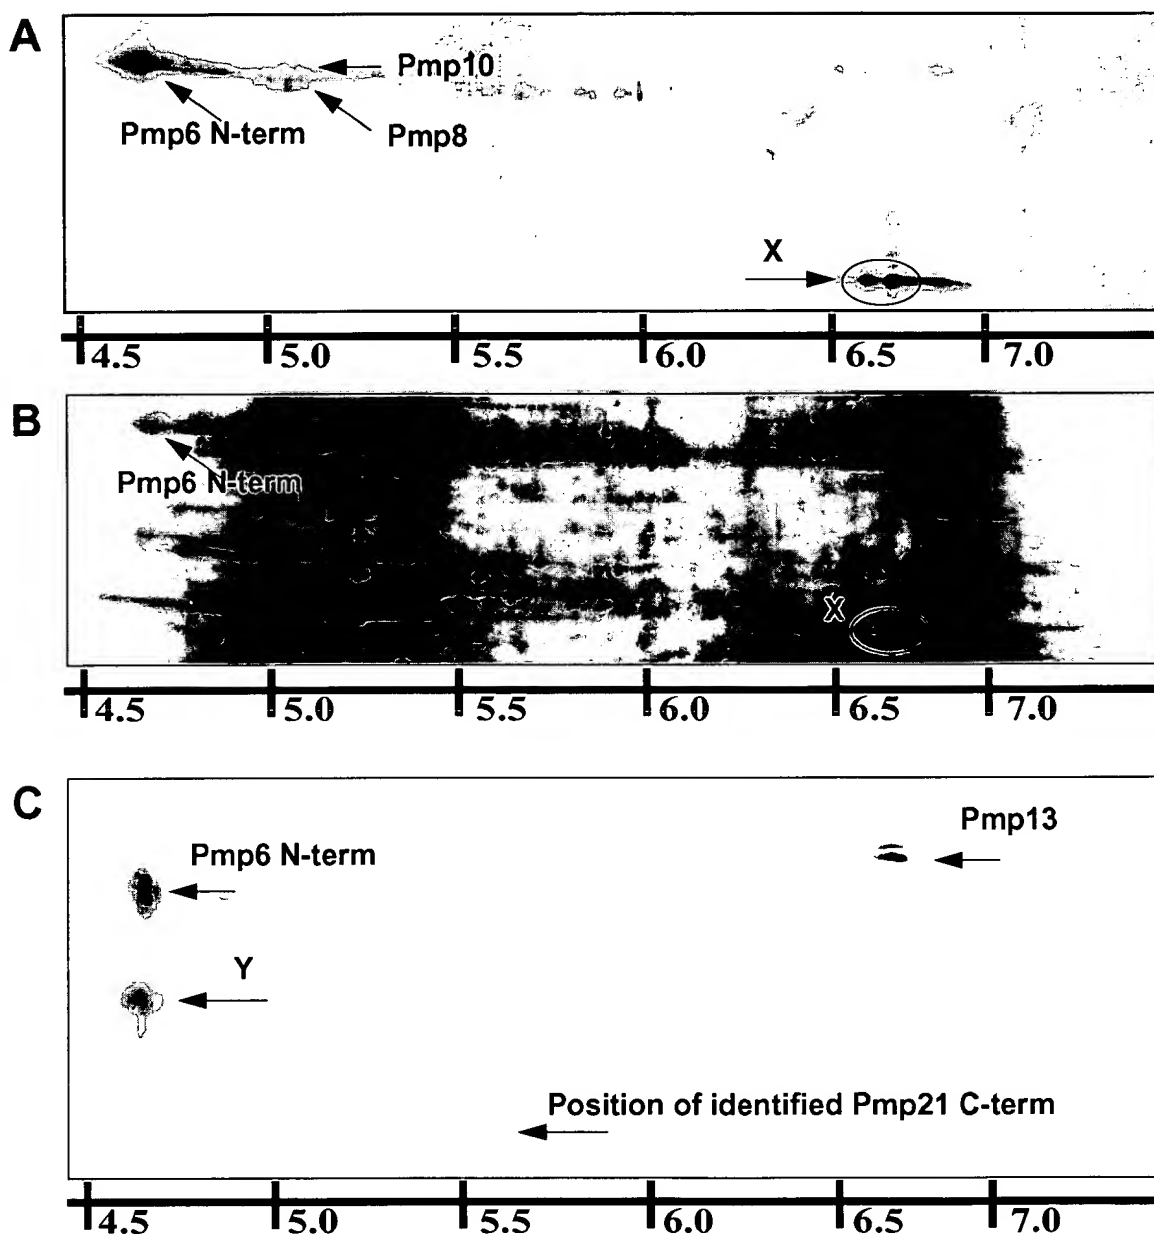 A
Pmp10
Pmp6 N-term
Pmp8
X
4.5 5.0 5.5 6.0 6.5 7.0
B
Pmp6 N-term
X
4.5 5.0 5.5 6.0 6.5 7.0
C
Pmp13
Pmp6 N-term
Y
Position of identified Pmp21 C-term
4.5 5.0 5.5 6.0 6.5 7.0